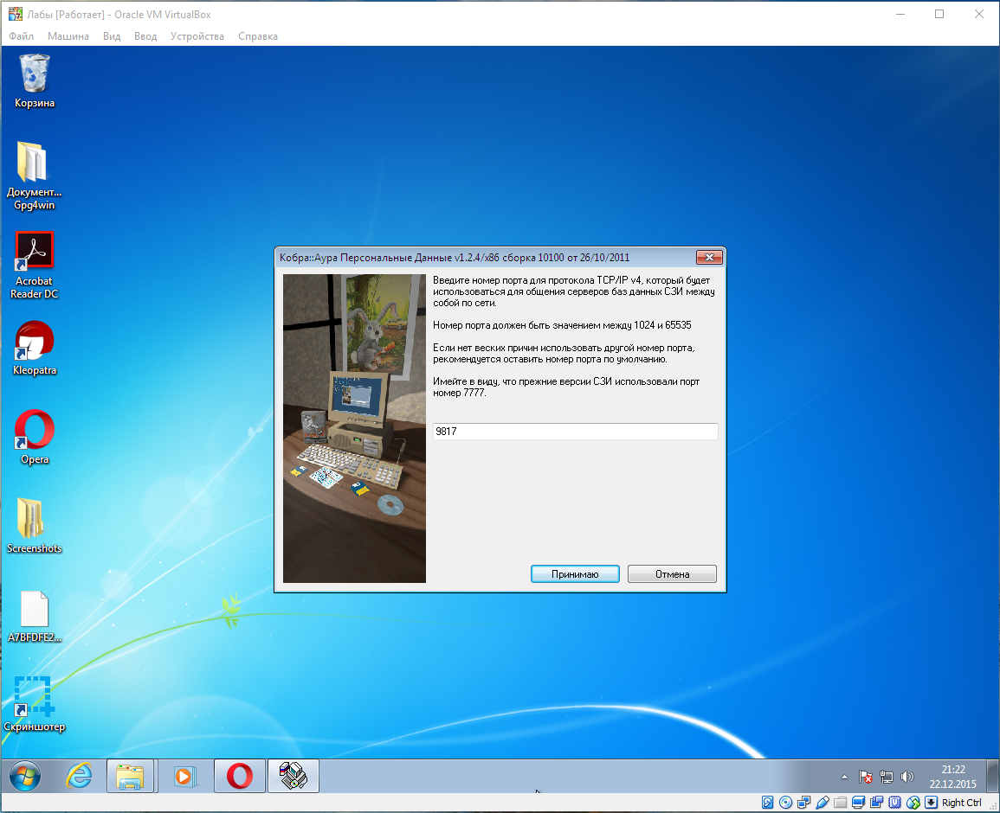 Лабы [Работает] - Oracle VM VirtualBox
Файл Машина Вид Ввод Устройства Справка
Корзина
Документ...
Gpg4win
Acrobat
Reader DC
Kleopatra
Opera
Screenshots
A7BFDFE2...
Скриншотер
Кобра::Аура Персональные Данные v1.2.4/x86 сборка 10100 от 26/10/2011
Введите номер порта для протокола TCP/IP v4, который будет
использоваться для общения серверов баз данных СЗИ между
собой по сети.
Номер порта должен быть значением между 1024 и 65535
Если нет веских причин использовать другой номер порта,
рекомендуется оставить номер порта по умолчанию.
Имейте в виду, что прежние версии СЗИ использовали порт
номер 7777.
9817
Принимаю Отмена
21:22
22.12.2015
Right Ctrl